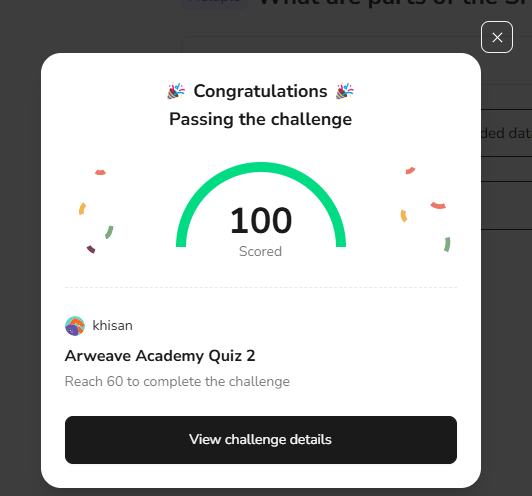 What are parts of the
Congratulations
Passing the challenge
ded data
100
Scored
khisan
Arweave Academy Quiz 2
Reach 60 to complete the challenge
View challenge details